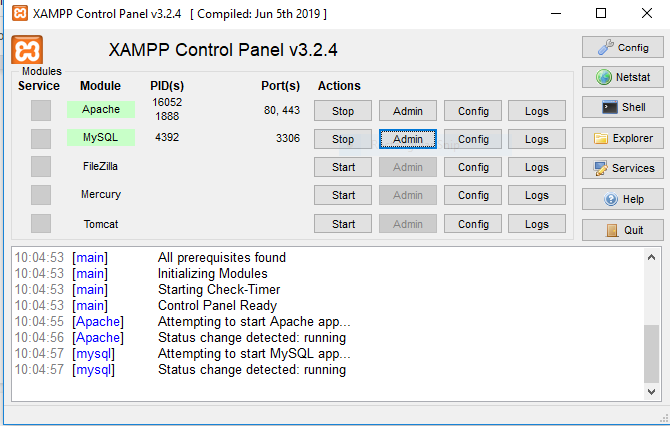 XAMPP Control Panel v3.2.4 [ Compiled: Jun 5th 2019 ]
XAMPP Control Panel v3.2.4
Config
Modules
Service Module PID(s) Port(s) Actions
Netstat
Apache 16052 1888 80, 443 Stop Admin Config Logs
Shell
MySQL 4392 3306 Stop Admin Config Logs
Explorer
FileZilla Start Admin Config Logs
Services
Mercury Start Admin Config Logs
Help
Tomcat Start Admin Config Logs
Quit
10:04:53 [main] All prerequisites found
10:04:53 [main] Initializing Modules
10:04:53 [main] Starting Check-Timer
10:04:53 [main] Control Panel Ready
10:04:55 [Apache] Attempting to start Apache app...
10:04:56 [Apache] Status change detected: running
10:04:57 [mysql] Attempting to start MySQL app...
10:04:57 [mysql] Status change detected: running